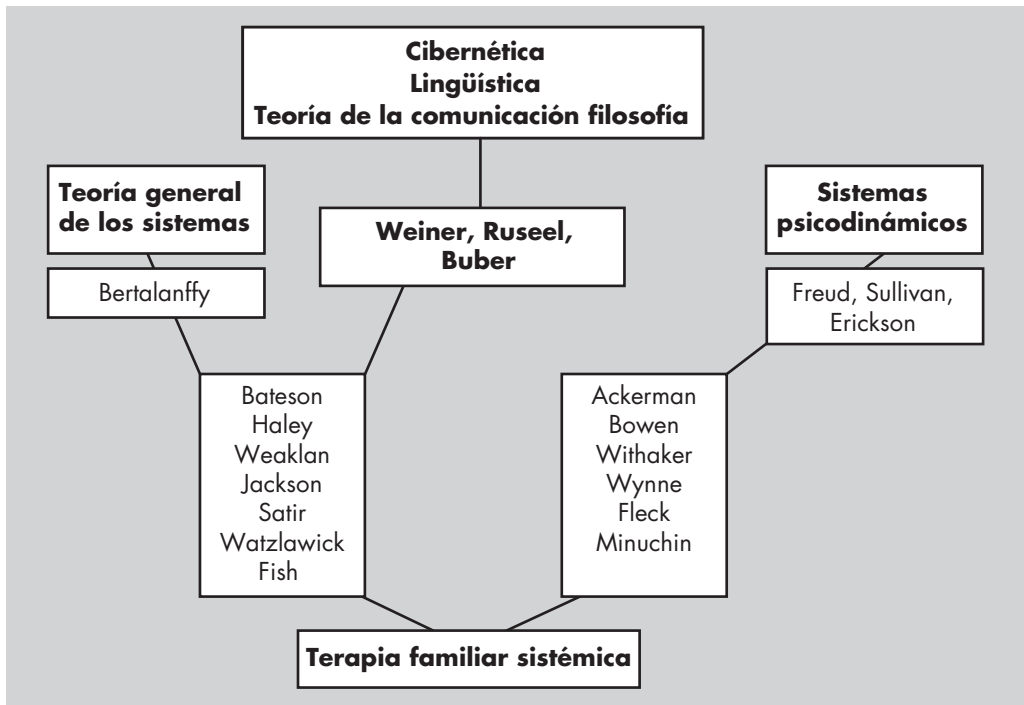 Cibernética
Lingüística
Teoría de la comunicación filosofía
Teoría general
de los sistemas
Bertalanffy
Weiner, Ruseel,
Buber
Sistemas
psicodinámicos
Freud, Sullivan,
Erickson
Bateson
Haley
Weaklan
Jackson
Satir
Watzlawick
Fish
Ackerman
Bowen
Withaker
Wynne
Fleck
Minuchin
Terapia familiar sistémica